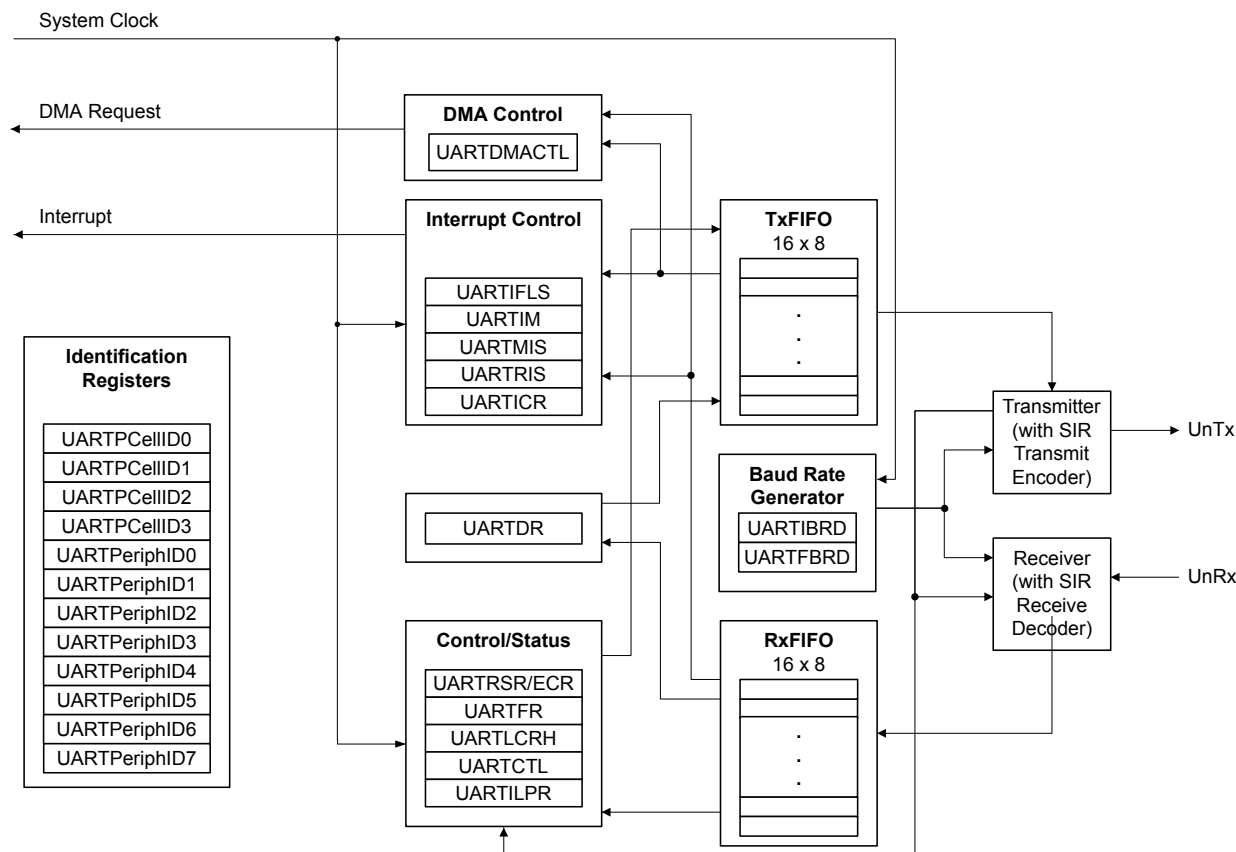 System Clock
DMA Request
DMA Control
UARTDMACTL
Interrupt
Interrupt Control
UARTIFLS
UARTIM
UARTMIS
UARTRIS
UARTICR
TxFIFO
16 x 8
.
.
.
Identification
Registers
UARTPCellID0
UARTPCellID1
UARTPCellID2
UARTPCellID3
UARTPeriphID0
UARTPeriphID1
UARTPeriphID2
UARTPeriphID3
UARTPeriphID4
UARTPeriphID5
UARTPeriphID6
UARTPeriphID7
Transmitter
(with SIR
Transmit
Encoder)
UnTx
UARTDR
Baud Rate
Generator
UARTIBRD
UARTFBRD
Receiver
(with SIR
Receive
Decoder)
UnRx
Control/Status
UARTRSR/ECR
UARTFR
UARTLCRH
UARTCTL
UARTILPR
RxFIFO
16 x 8
.
.
.